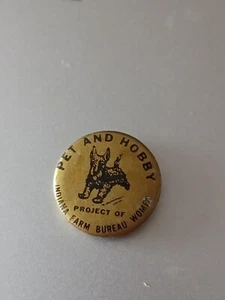 PET AND HOBBY
PROJECT OF
INDIANA FARM BUREAU WOMEN